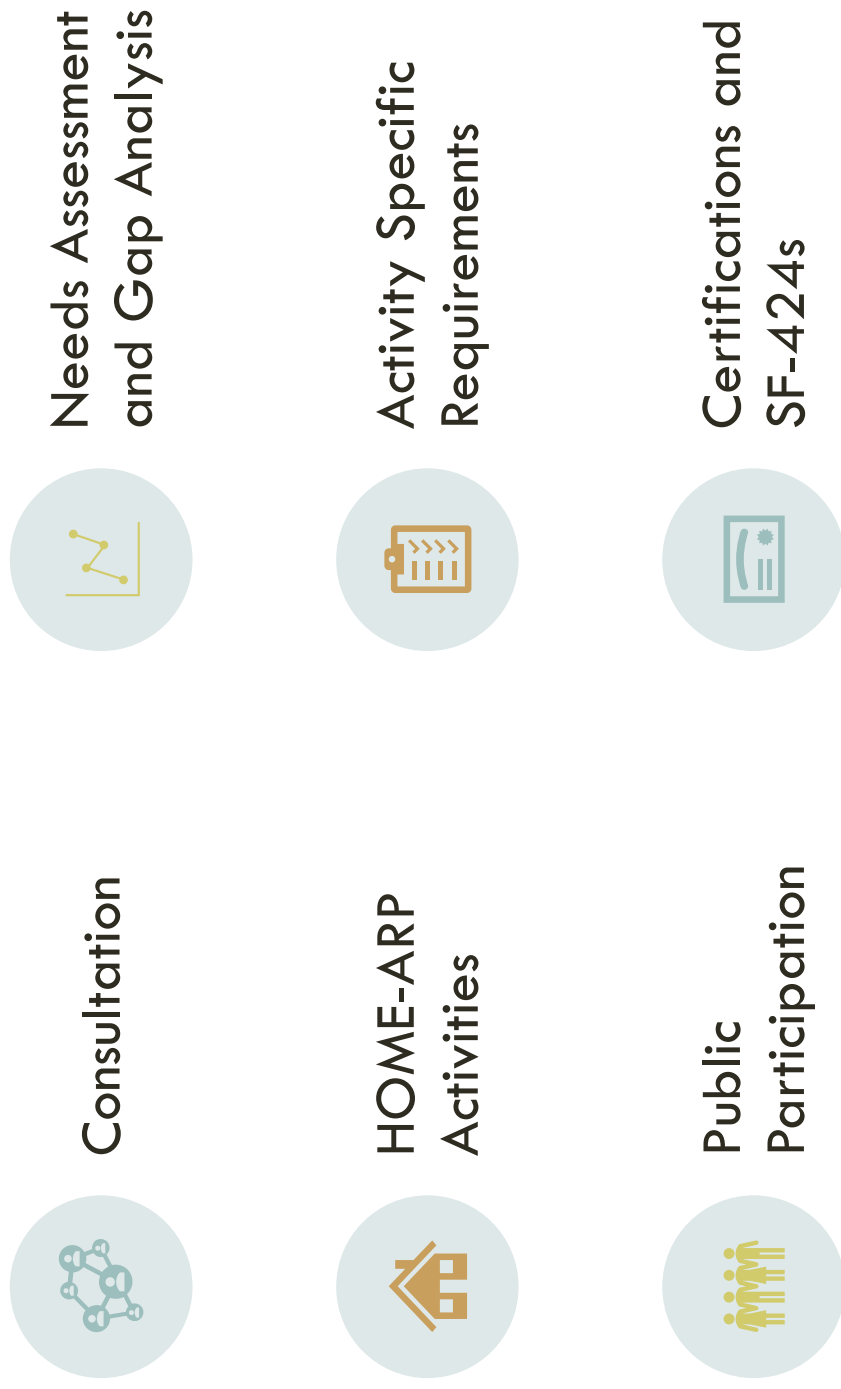 Consultation
Needs Assessment
and Gap Analysis
HOME-ARP
Activities
Activity Specific
Requirements
Public
Participation
Certifications and
SF-424s